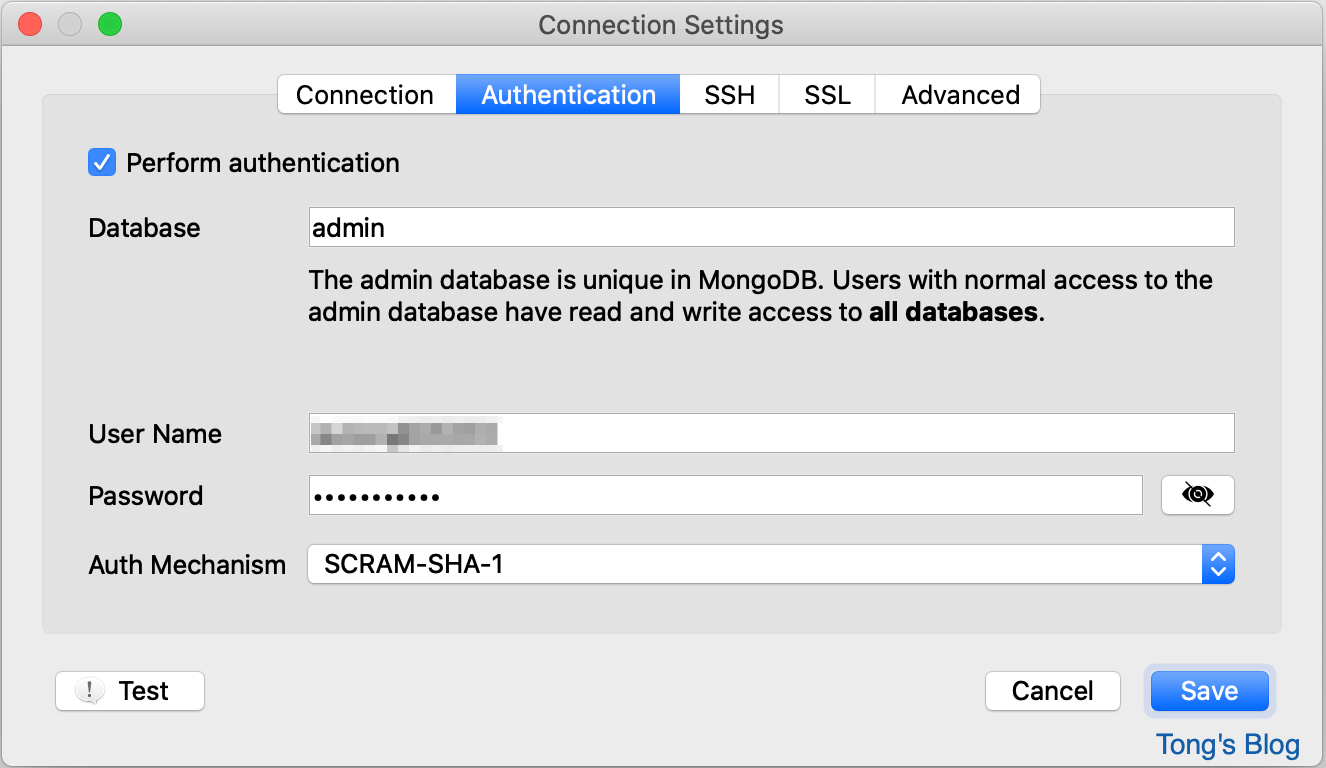 Connection Settings
Connection Authentication SSH SSL Advanced
Perform authentication
Database admin
The admin database is unique in MongoDB. Users with normal access to the
admin database have read and write access to all databases.
User Name
Password •••••••••••
Auth Mechanism SCRAM-SHA-1
! Test Cancel Save
Tong's Blog